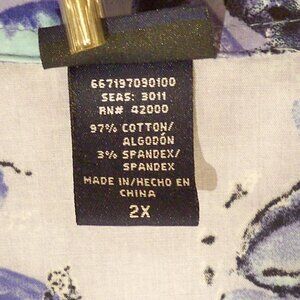 667197090100
SEAS: 3011
RN# 42000
97% COTTON/
ALGODÓN
3% SPANDEX/
SPANDEX
MADE IN/HECHO EN
CHINA
2X